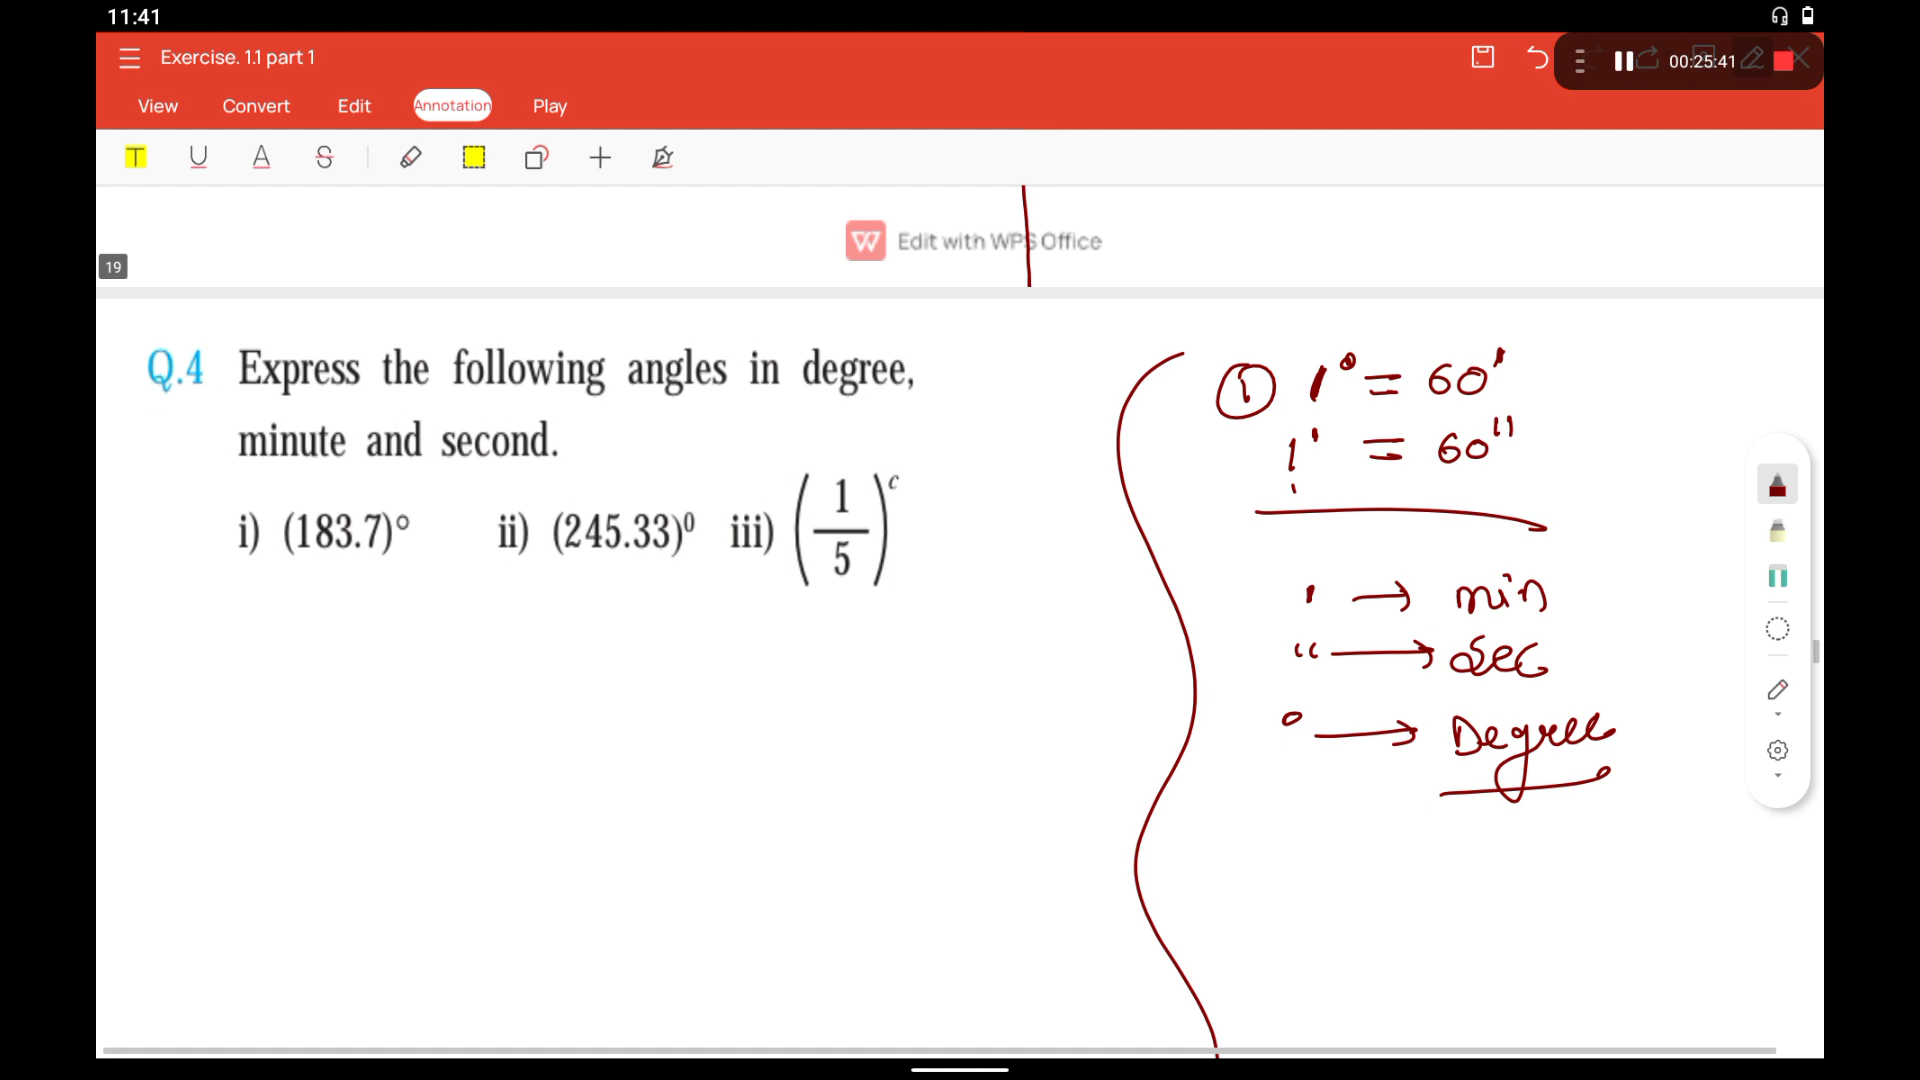 11:41
Exercise. 1.1 part 1
00:25:41
View Convert Edit Annotation Play
T U A S
W Edit with WPS Office
19
Q.4 Express the following angles in degree,
minute and second.
i) (183.7)° ii) (245.33)⁰ iii) (1/5)ᶜ
① 1° = 60'
1' = 60"
' → min
" → Sec
° → Degree